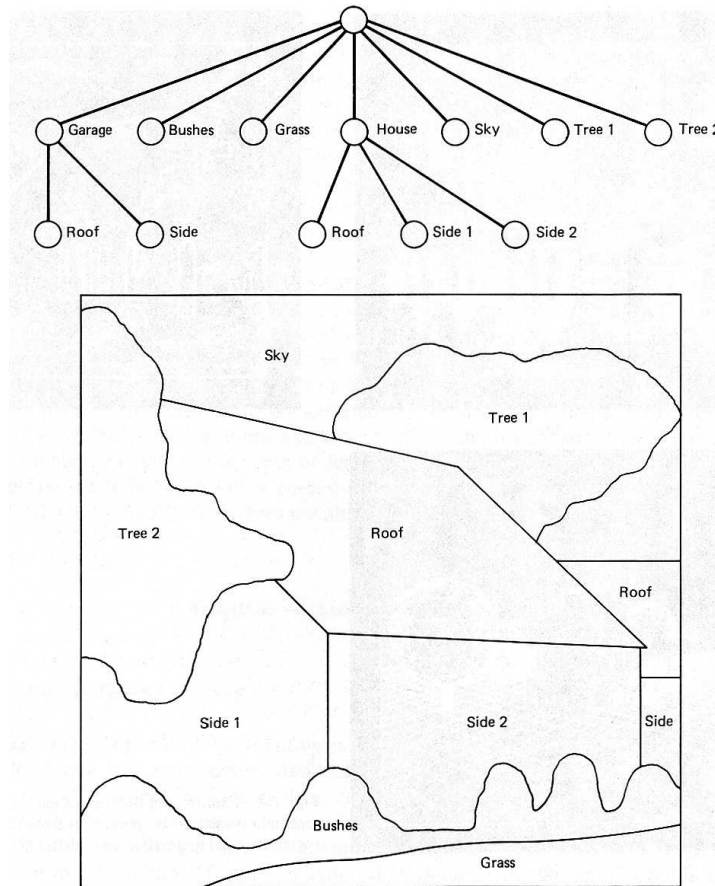 Garage Bushes Grass House Sky Tree 1 Tree 2
Roof Side Roof Side 1 Side 2
Sky
Tree 1
Tree 2 Roof
Roof
Side 1 Side 2 Side
Bushes
Grass